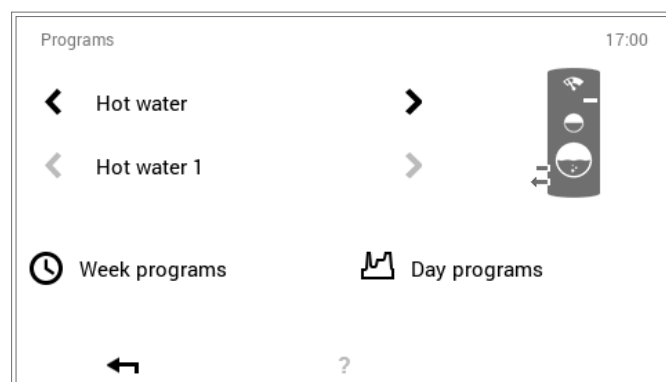 Programs 17:00
Hot water
Hot water 1
Week programs Day programs
?